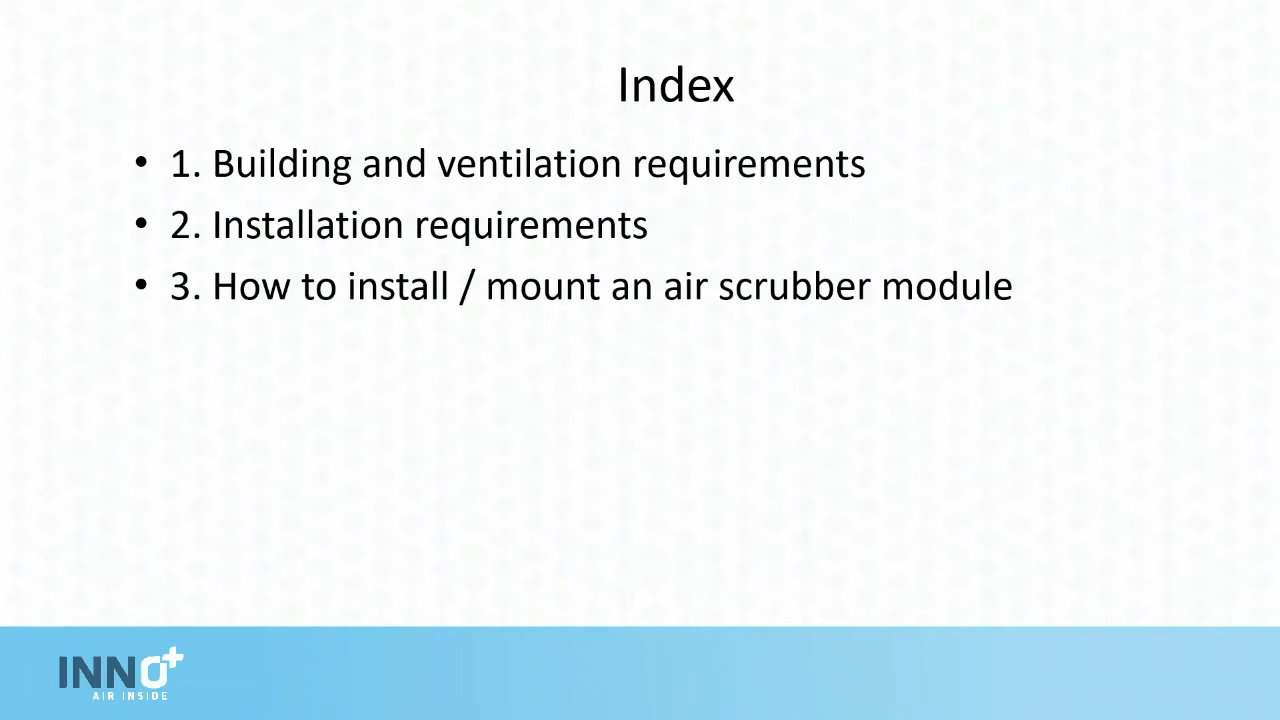 Index
• 1. Building and ventilation requirements
• 2. Installation requirements
• 3. How to install / mount an air scrubber module
INNO+
AIR INSIDE